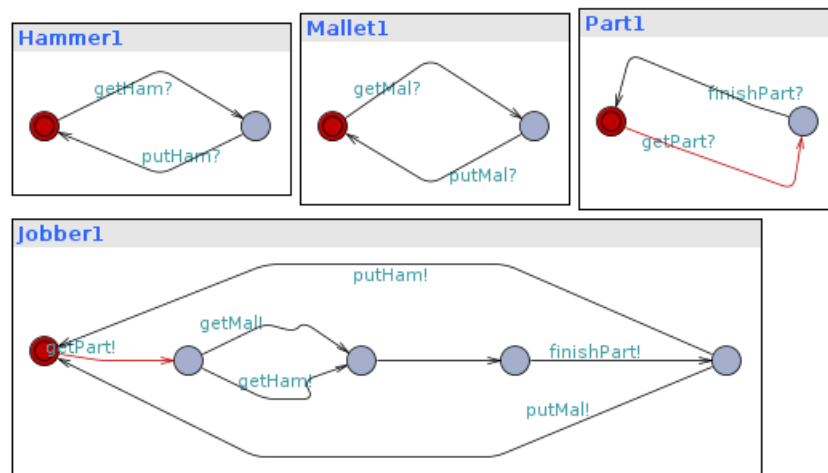 Hammer1
getHam?
putHam?
Mallet1
getMal?
putMal?
Part1
finishPart?
getPart?
Jobber1
putHam!
getMal!
getPart!
getHam!
finishPart!
putMal!